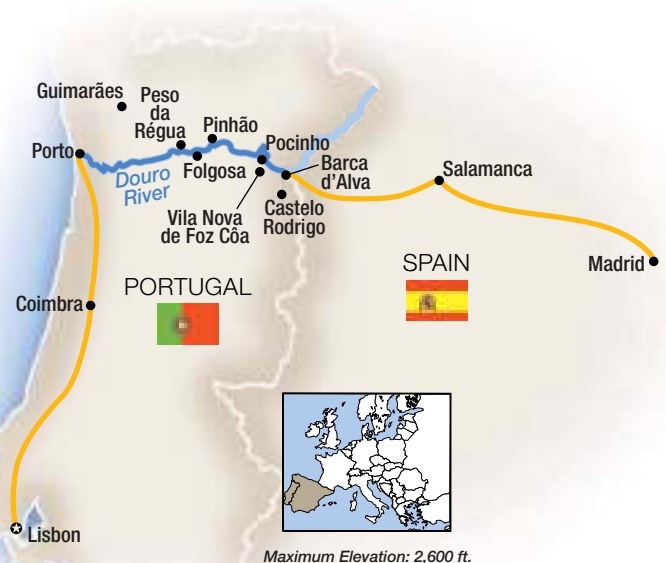 Guimarães
Peso
da
Régua
Pinhão
Porto
Pocinho
Douro
River
Folgosa
Barca
d'Alva
Salamanca
Vila Nova
de Foz Côa
Castelo
Rodrigo
Madrid
SPAIN
PORTUGAL
Coimbra
Lisbon
Maximum Elevation: 2,600 ft.